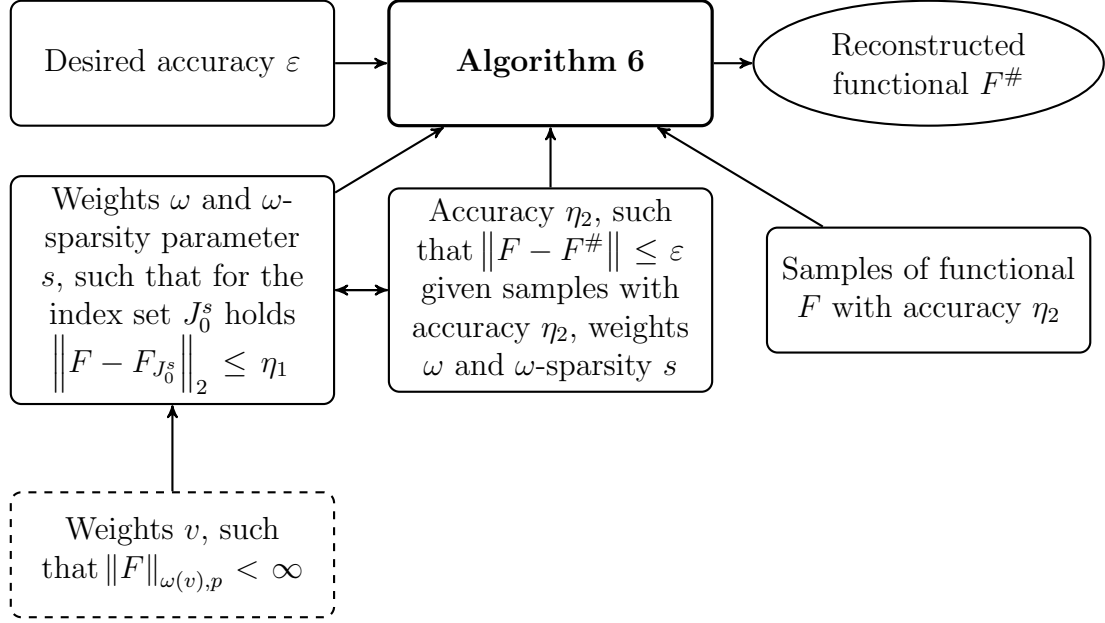 Desired accuracy ε
Algorithm 6
Reconstructed
functional F^#
Weights ω and ω-
sparsity parameter
s, such that for the
index set J_0^s holds
‖F − F_{J_0^s}‖_2 ≤ η_1
Accuracy η_2, such
that ‖F − F^#‖ ≤ ε
given samples with
accuracy η_2, weights
ω and ω-sparsity s
Samples of functional
F with accuracy η_2
Weights v, such
that ‖F‖_{ω(v),p} < ∞